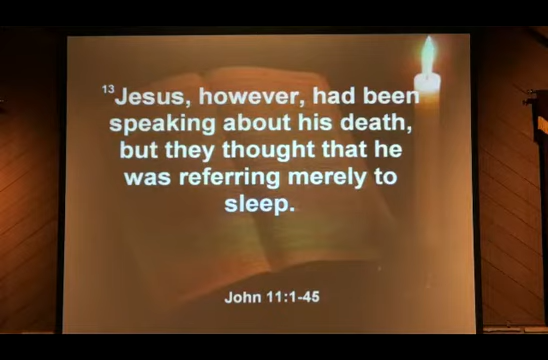 13Jesus, however, had been
speaking about his death,
but they thought that he
was referring merely to
sleep.
John 11:1-45